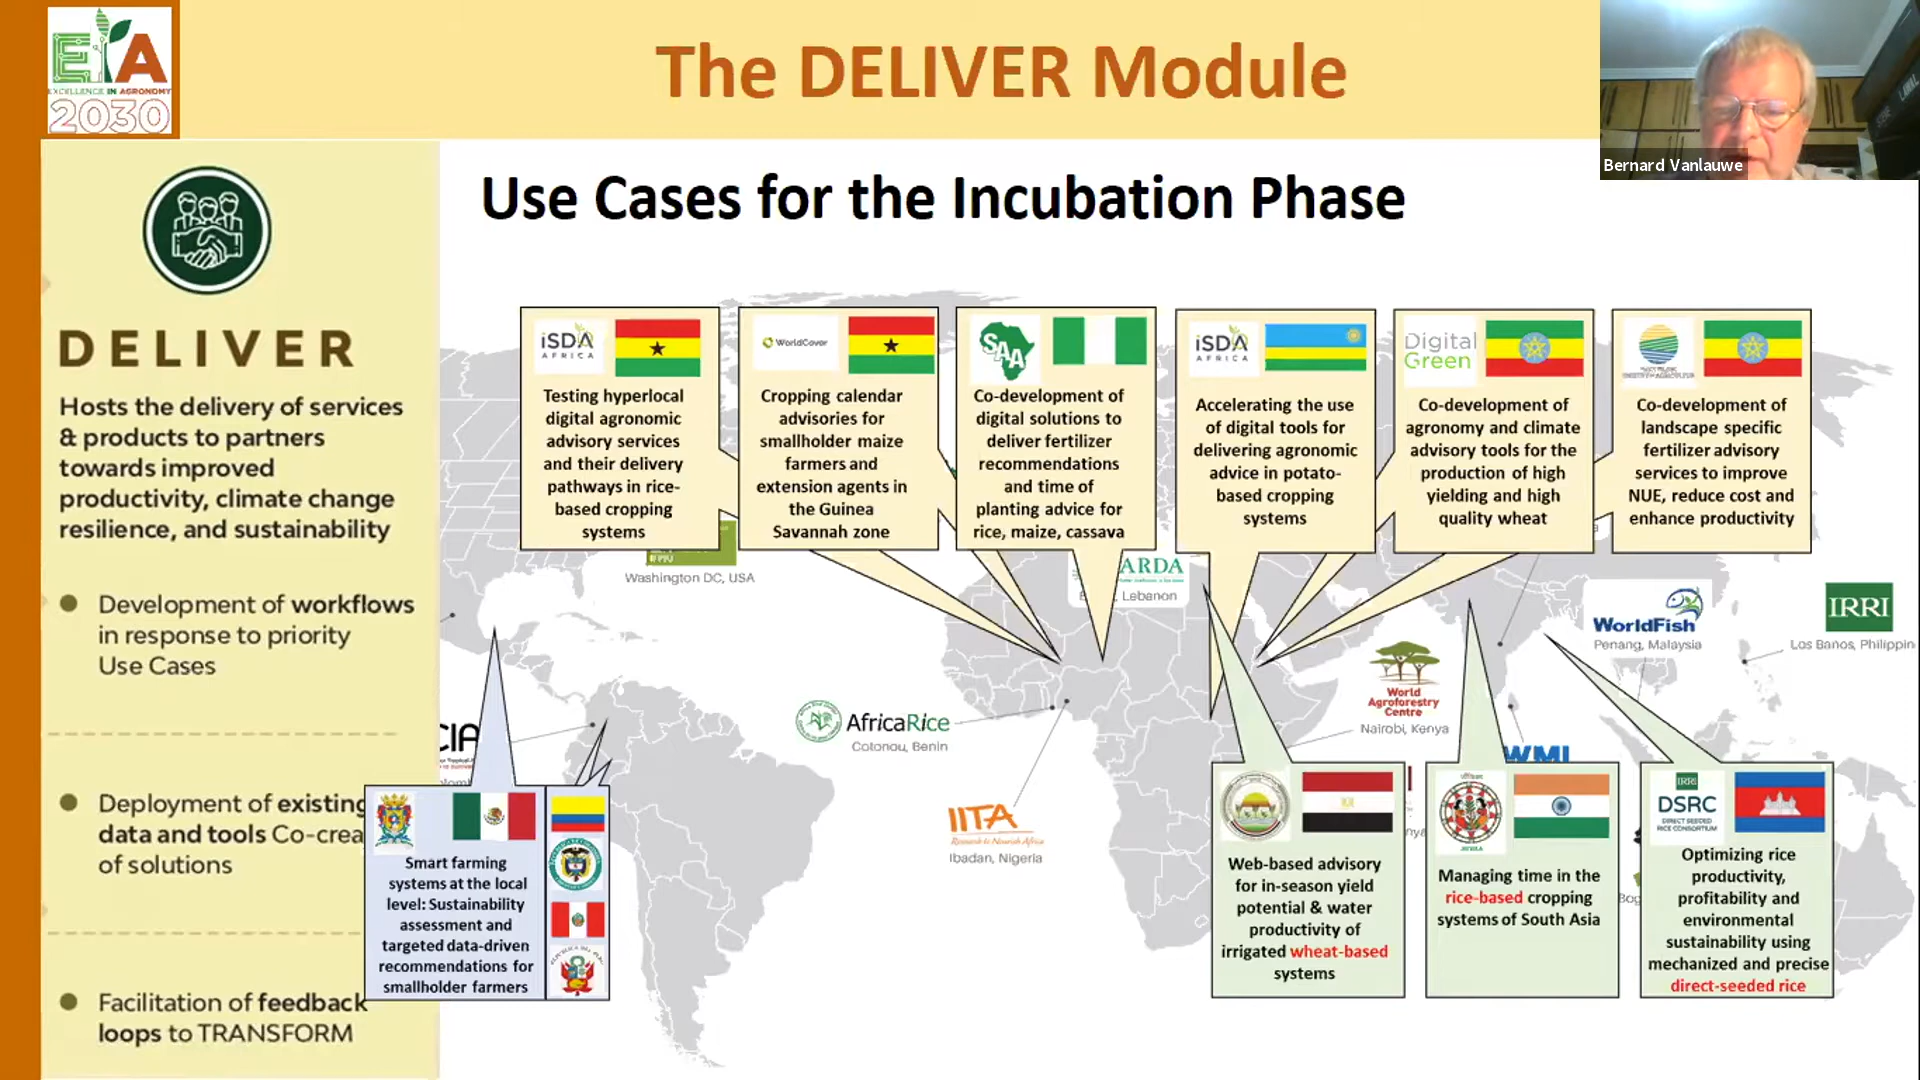 EiA
EXCELLENCE IN AGRONOMY
2030
The DELIVER Module
Bernard Vanlauwe
DELIVER
Hosts the delivery of services
& products to partners
towards improved
productivity, climate change
resilience, and sustainability
Development of workflows
in response to priority
Use Cases
Deployment of existing
data and tools Co-crea
of solutions
Facilitation of feedback
loops to TRANSFORM
Use Cases for the Incubation Phase
iSDA
AFRICA
Testing hyperlocal
digital agronomic
advisory services
and their delivery
pathways in rice-
based cropping
systems
WorldCover
Cropping calendar
advisories for
smallholder maize
farmers and
extension agents in
the Guinea
Savannah zone
SAA
Co-development of
digital solutions to
deliver fertilizer
recommendations
and time of
planting advice for
rice, maize, cassava
iSDA
AFRICA
Accelerating the use
of digital tools for
delivering agronomic
advice in potato-
based cropping
systems
Digital
Green
Co-development of
agronomy and climate
advisory tools for the
production of high
yielding and high
quality wheat
Co-development of
landscape specific
fertilizer advisory
services to improve
NUE, reduce cost and
enhance productivity
Washington DC, USA
ARDA
Lebanon
WorldFish
Penang, Malaysia
IRRI
Los Banos, Philippin
World
Agroforestry
Centre
Nairobi, Kenya
AfricaRice
Cotonou, Benin
CIA
IITA
Research to Nourish Africa
Ibadan, Nigeria
WMI
Smart farming
systems at the local
level: Sustainability
assessment and
targeted data-driven
recommendations for
smallholder farmers
Web-based advisory
for in-season yield
potential & water
productivity of
irrigated wheat-based
systems
Managing time in the
rice-based cropping
systems of South Asia
IRRI
DSRC
DIRECT SEEDED
RICE CONSORTIUM
Optimizing rice
productivity,
profitability and
environmental
sustainability using
mechanized and precise
direct-seeded rice